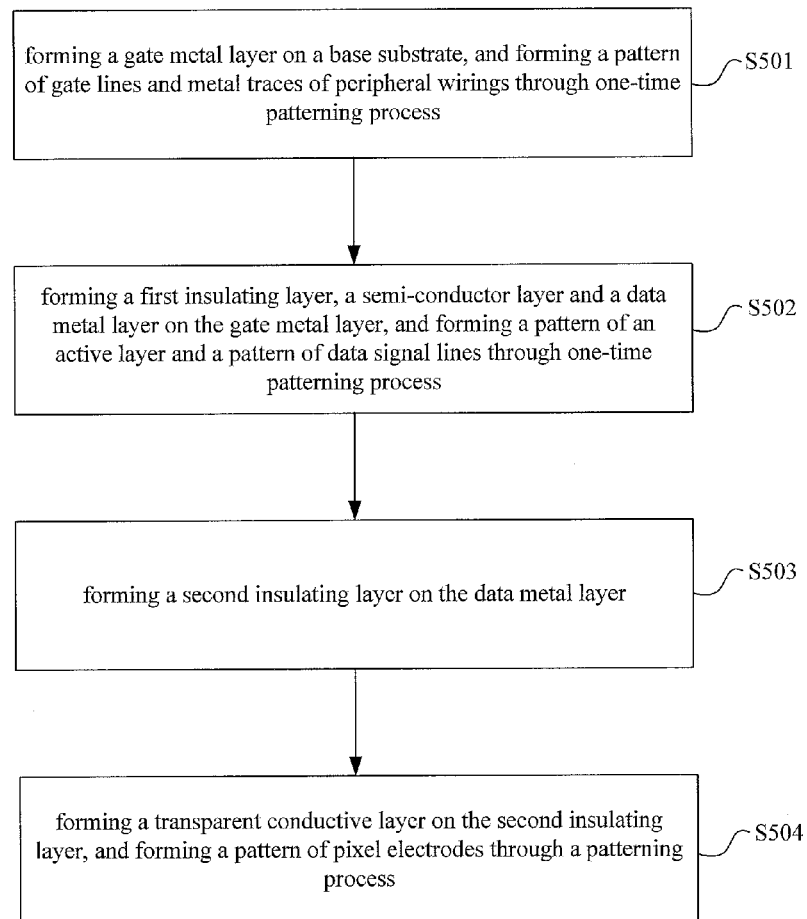 forming a gate metal layer on a base substrate, and forming a pattern
of gate lines and metal traces of peripheral wirings through one-time
patterning process
S501
forming a first insulating layer, a semi-conductor layer and a data
metal layer on the gate metal layer, and forming a pattern of an
active layer and a pattern of data signal lines through one-time
patterning process
S502
forming a second insulating layer on the data metal layer
S503
forming a transparent conductive layer on the second insulating
layer, and forming a pattern of pixel electrodes through a patterning
process
S504